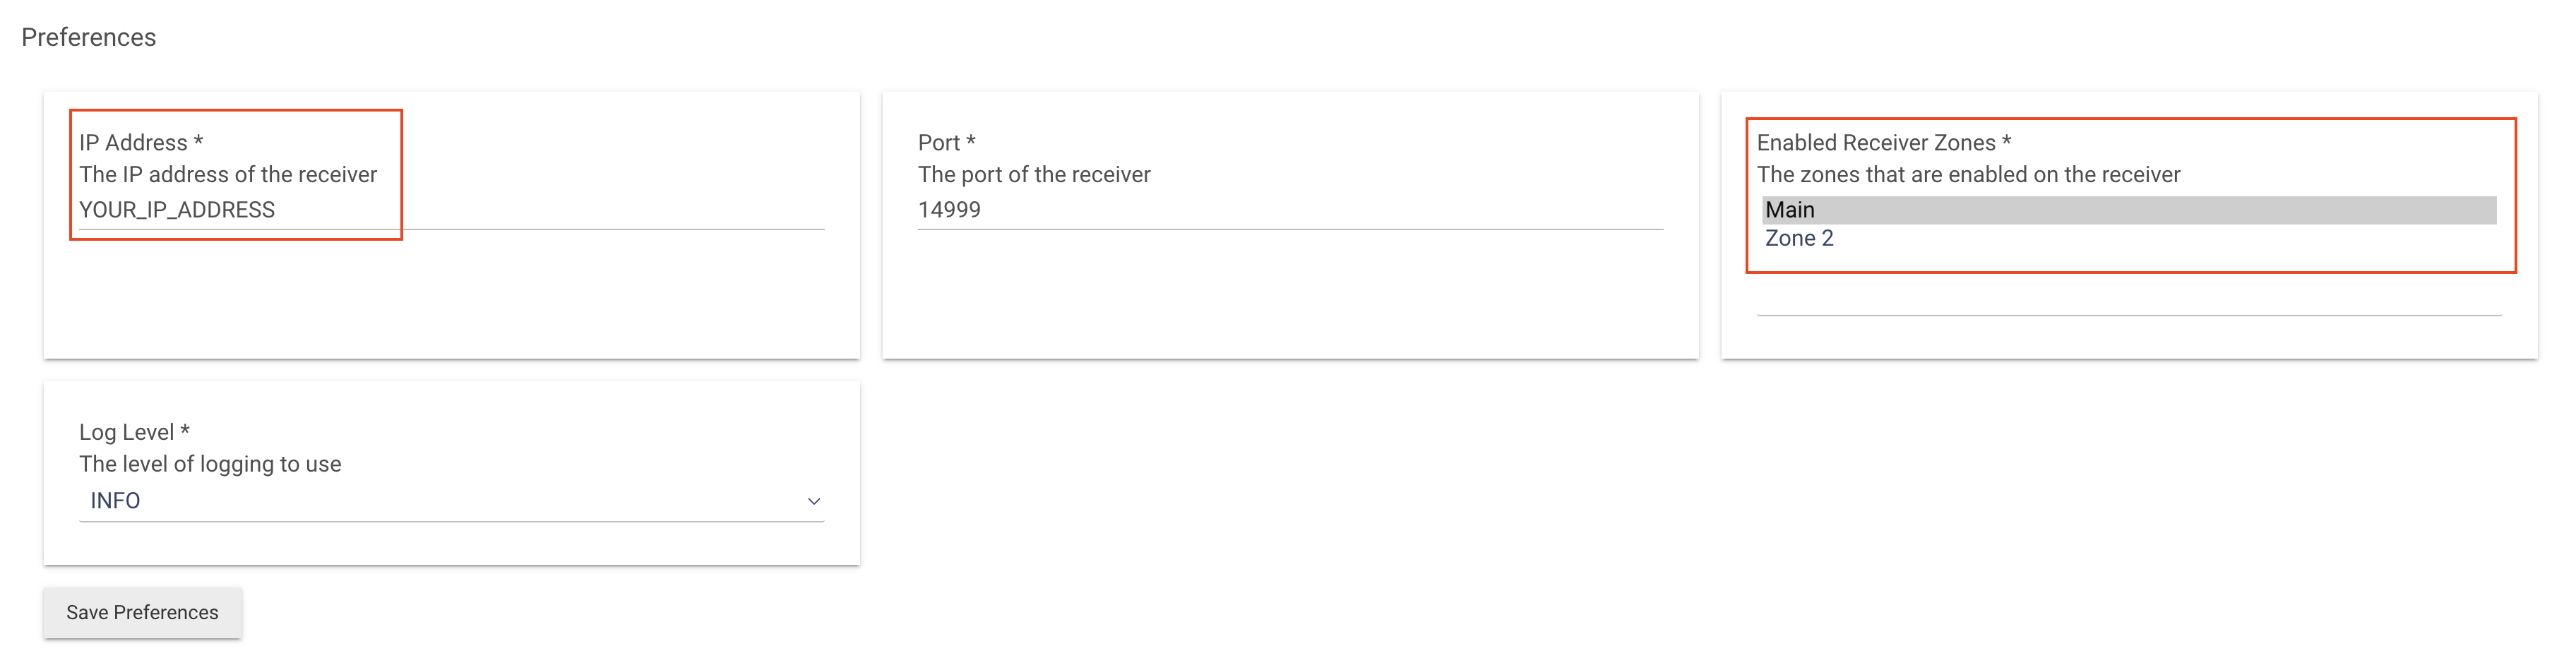 Preferences
IP Address *
The IP address of the receiver
YOUR_IP_ADDRESS
Port *
The port of the receiver
14999
Enabled Receiver Zones *
The zones that are enabled on the receiver
Main
Zone 2
Log Level *
The level of logging to use
INFO
Save Preferences